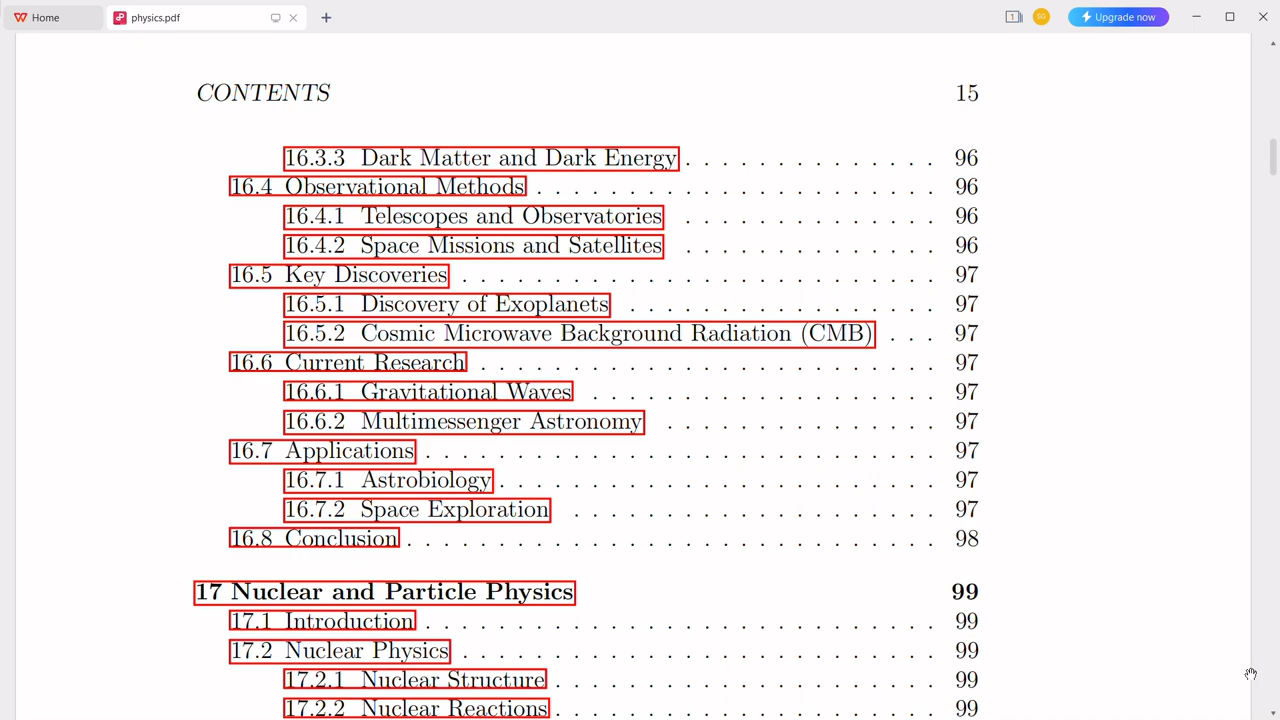 Home
physics.pdf
1
SG
Upgrade now
CONTENTS 15
16.3.3 Dark Matter and Dark Energy . . . . . . . . . . . . . . 96
16.4 Observational Methods . . . . . . . . . . . . . . . . . . . . . . 96
16.4.1 Telescopes and Observatories . . . . . . . . . . . . . . 96
16.4.2 Space Missions and Satellites . . . . . . . . . . . . . . 96
16.5 Key Discoveries . . . . . . . . . . . . . . . . . . . . . . . . . . 97
16.5.1 Discovery of Exoplanets . . . . . . . . . . . . . . . . . 97
16.5.2 Cosmic Microwave Background Radiation (CMB) . . . 97
16.6 Current Research . . . . . . . . . . . . . . . . . . . . . . . . . 97
16.6.1 Gravitational Waves . . . . . . . . . . . . . . . . . . . 97
16.6.2 Multimessenger Astronomy . . . . . . . . . . . . . . . 97
16.7 Applications . . . . . . . . . . . . . . . . . . . . . . . . . . . . 97
16.7.1 Astrobiology . . . . . . . . . . . . . . . . . . . . . . . . 97
16.7.2 Space Exploration . . . . . . . . . . . . . . . . . . . . 97
16.8 Conclusion . . . . . . . . . . . . . . . . . . . . . . . . . . . . . 98
17 Nuclear and Particle Physics 99
17.1 Introduction . . . . . . . . . . . . . . . . . . . . . . . . . . . . 99
17.2 Nuclear Physics . . . . . . . . . . . . . . . . . . . . . . . . . . 99
17.2.1 Nuclear Structure . . . . . . . . . . . . . . . . . . . . . 99
17.2.2 Nuclear Reactions . . . . . . . . . . . . . . . . . . . . . 99